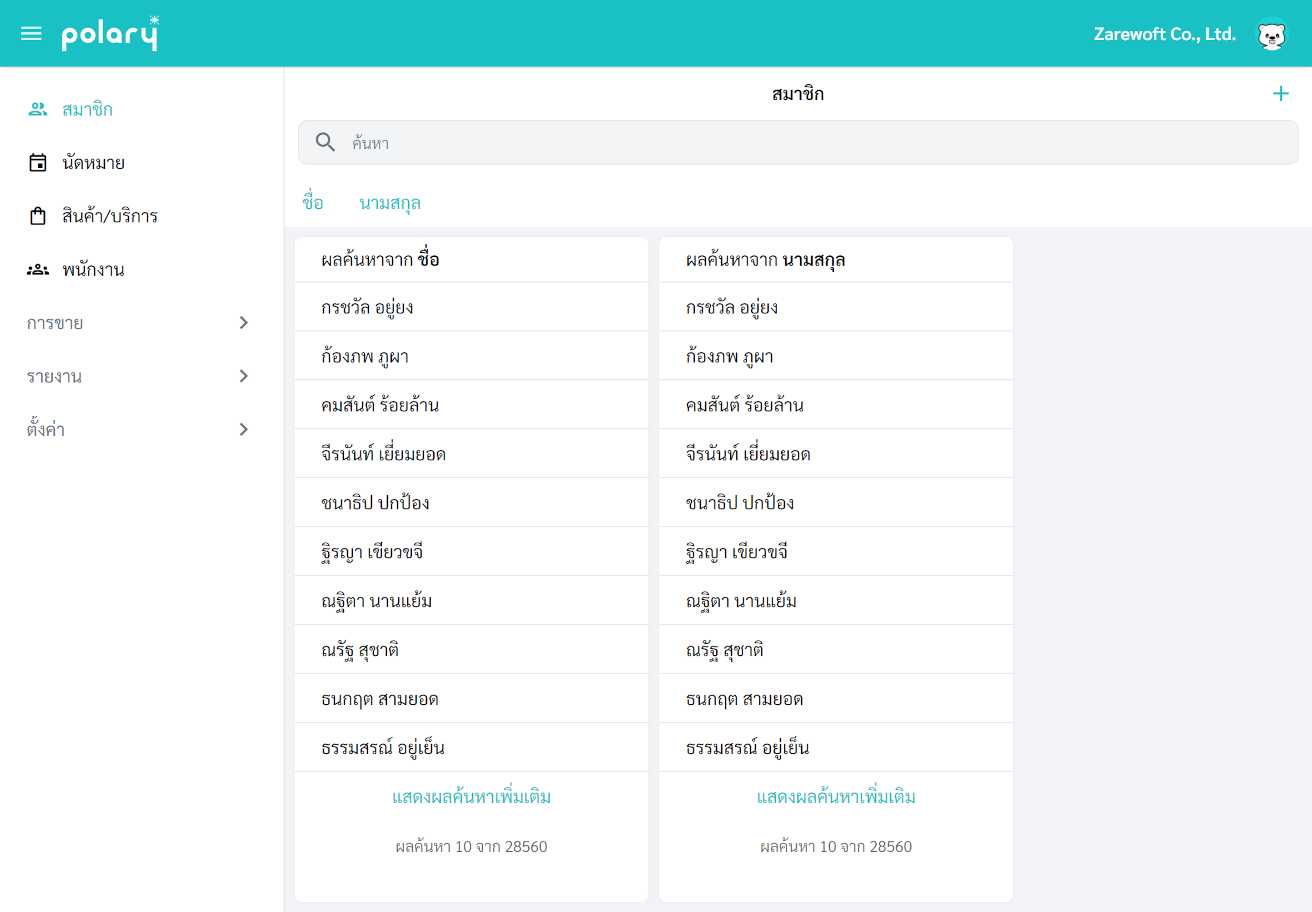 polary
Zarewoft Co., Ltd.
สมาชิก
นัดหมาย
สินค้า/บริการ
พนักงาน
การขาย
รายงาน
ตั้งค่า
สมาชิก
ค้นหา
ชื่อ นามสกุล
ผลค้นหาจาก ชื่อ
กรชวัล อยู่ยง
ก้องภพ ภูผา
คมสันต์ ร้อยล้าน
จีรนันท์ เยี่ยมยอด
ชนาธิป ปกป้อง
ฐิรญา เขียวขจี
ณฐิตา นานแย้ม
ณรัฐ สุชาติ
ธนกฤต สามยอด
ธรรมสรณ์ อยู่เย็น
แสดงผลค้นหาเพิ่มเติม
ผลค้นหา 10 จาก 28560
ผลค้นหาจาก นามสกุล
กรชวัล อยู่ยง
ก้องภพ ภูผา
คมสันต์ ร้อยล้าน
จีรนันท์ เยี่ยมยอด
ชนาธิป ปกป้อง
ฐิรญา เขียวขจี
ณฐิตา นานแย้ม
ณรัฐ สุชาติ
ธนกฤต สามยอด
ธรรมสรณ์ อยู่เย็น
แสดงผลค้นหาเพิ่มเติม
ผลค้นหา 10 จาก 28560